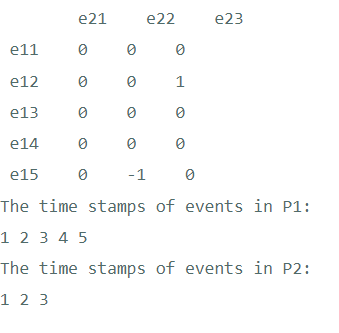 e21 e22 e23
e11 0 0 0
e12 0 0 1
e13 0 0 0
e14 0 0 0
e15 0 -1 0
The time stamps of events in P1:
1 2 3 4 5
The time stamps of events in P2:
1 2 3